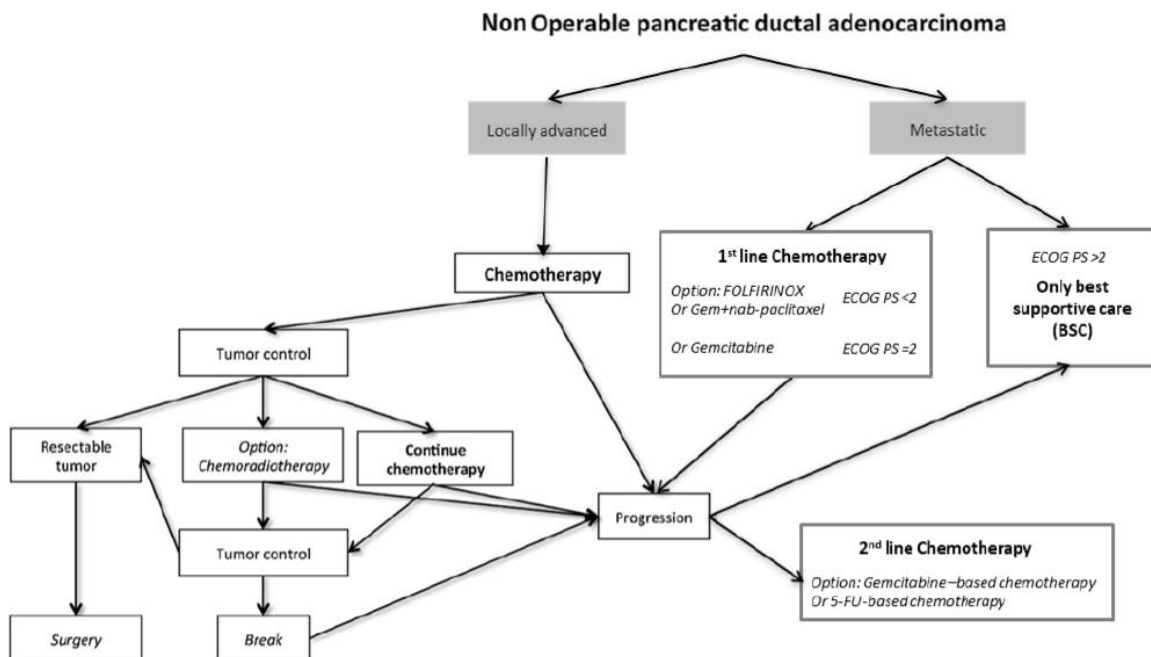 Non Operable pancreatic ductal adenocarcinoma
Locally advanced
Metastatic
Chemotherapy
1st line Chemotherapy
Option: FOLFIRINOX ECOG PS <2
Or Gem+nab-paclitaxel
Or Gemcitabine ECOG PS =2
ECOG PS >2
Only best
supportive care
(BSC)
Tumor control
Resectable
tumor
Option:
Chemoradiotherapy
Continue
chemotherapy
Progression
Tumor control
2nd line Chemotherapy
Option: Gemcitabine–based chemotherapy
Or 5-FU-based chemotherapy
Surgery
Break